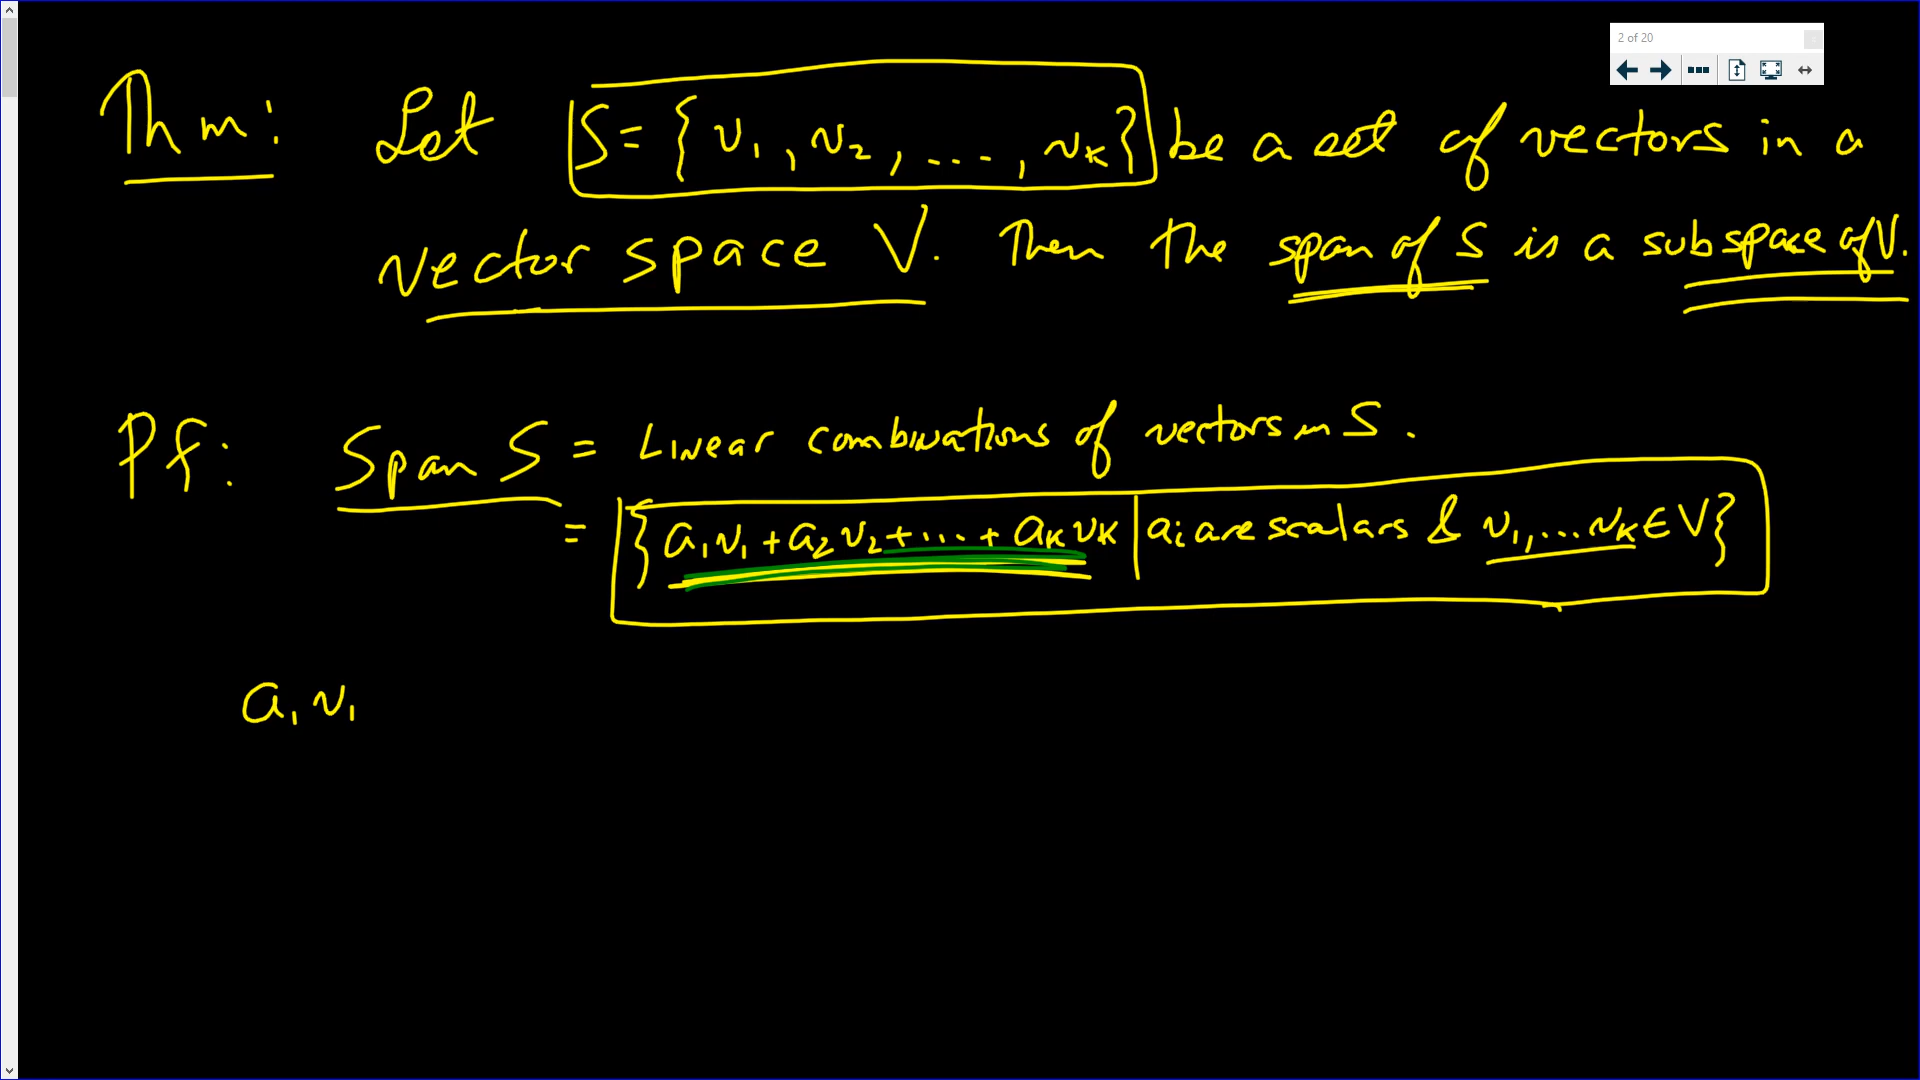 2 of 20
Thm: Let S = { v₁, v₂, ..., vₖ } be a set of vectors in a
vector space V. Then the span of S is a subspace of V.
Pf: Span S = Linear combinations of vectors in S.
= { a₁v₁ + a₂v₂ + ... + aₖvₖ | aᵢ are scalars & v₁, ... vₖ ∈ V }
a₁v₁